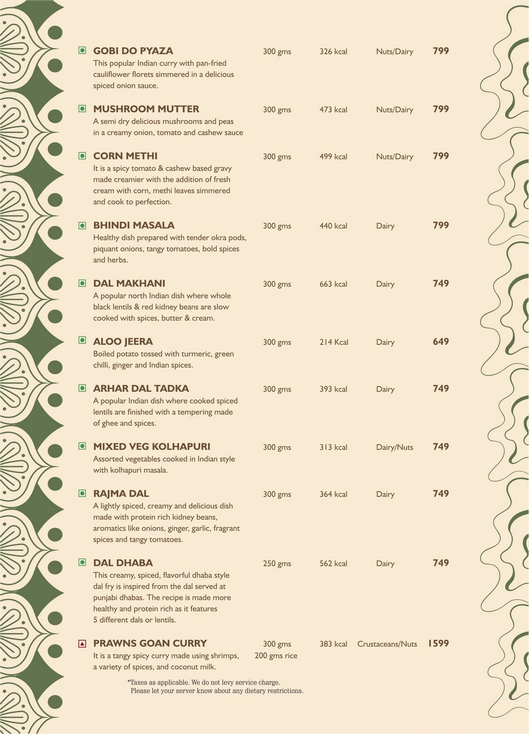 GOBI DO PYAZA 300 gms 326 kcal Nuts/Dairy 799
This popular Indian curry with pan-fried
cauliflower florets simmered in a delicious
spiced onion sauce.
MUSHROOM MUTTER 300 gms 473 kcal Nuts/Dairy 799
A semi dry delicious mushrooms and peas
in a creamy onion, tomato and cashew sauce
CORN METHI 300 gms 499 kcal Nuts/Dairy 799
It is a spicy tomato & cashew based gravy
made creamier with the addition of fresh
cream with corn, methi leaves simmered
and cook to perfection.
BHINDI MASALA 300 gms 440 kcal Dairy 799
Healthy dish prepared with tender okra pods,
piquant onions, tangy tomatoes, bold spices
and herbs.
DAL MAKHANI 300 gms 663 kcal Dairy 749
A popular north Indian dish where whole
black lentils & red kidney beans are slow
cooked with spices, butter & cream.
ALOO JEERA 300 gms 214 Kcal Dairy 649
Boiled potato tossed with turmeric, green
chilli, ginger and Indian spices.
ARHAR DAL TADKA 300 gms 393 kcal Dairy 749
A popular Indian dish where cooked spiced
lentils are finished with a tempering made
of ghee and spices.
MIXED VEG KOLHAPURI 300 gms 313 kcal Dairy/Nuts 749
Assorted vegetables cooked in Indian style
with kolhapuri masala.
RAJMA DAL 300 gms 364 kcal Dairy 749
A lightly spiced, creamy and delicious dish
made with protein rich kidney beans,
aromatics like onions, ginger, garlic, fragrant
spices and tangy tomatoes.
DAL DHABA 250 gms 562 kcal Dairy 749
This creamy, spiced, flavorful dhaba style
dal fry is inspired from the dal served at
punjabi dhabas. The recipe is made more
healthy and protein rich as it features
5 different dals or lentils.
PRAWNS GOAN CURRY 300 gms 383 kcal Crustaceans/Nuts 1599
It is a tangy spicy curry made using shrimps, 200 gms rice
a variety of spices, and coconut milk.
*Taxes as applicable. We do not levy service charge.
Please let your server know about any dietary restrictions.